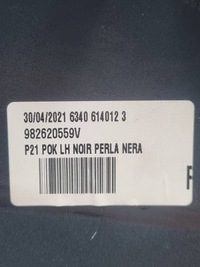 30/04/2021 6340 614012 3
982620559V
P21 POK LH NOIR PERLA NERA
F